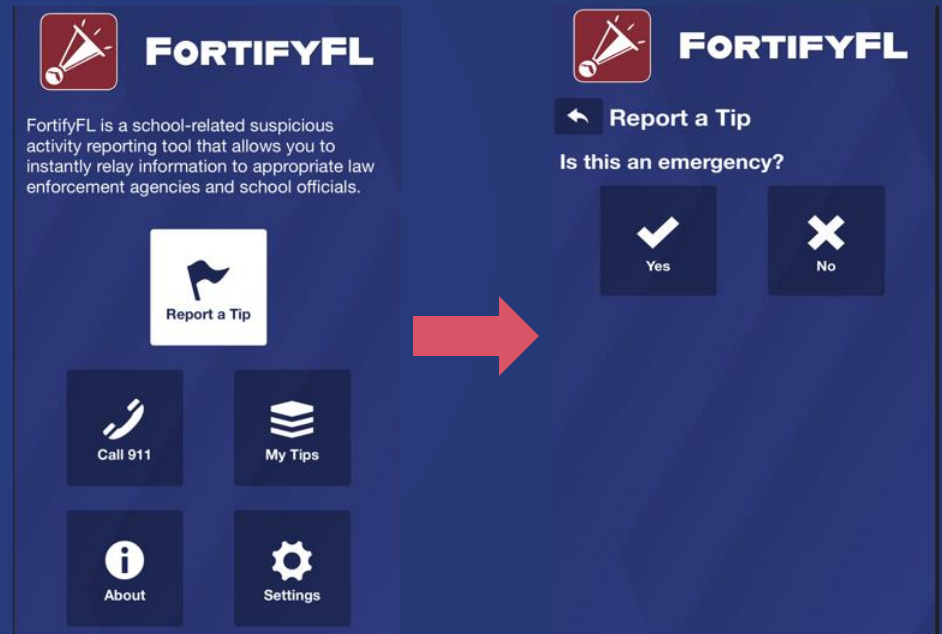 FORTIFYFL
FortifyFL is a school-related suspicious
activity reporting tool that allows you to
instantly relay information to appropriate law
enforcement agencies and school officials.
Report a Tip
Call 911
My Tips
About
Settings
FORTIFYFL
Report a Tip
Is this an emergency?
Yes
No